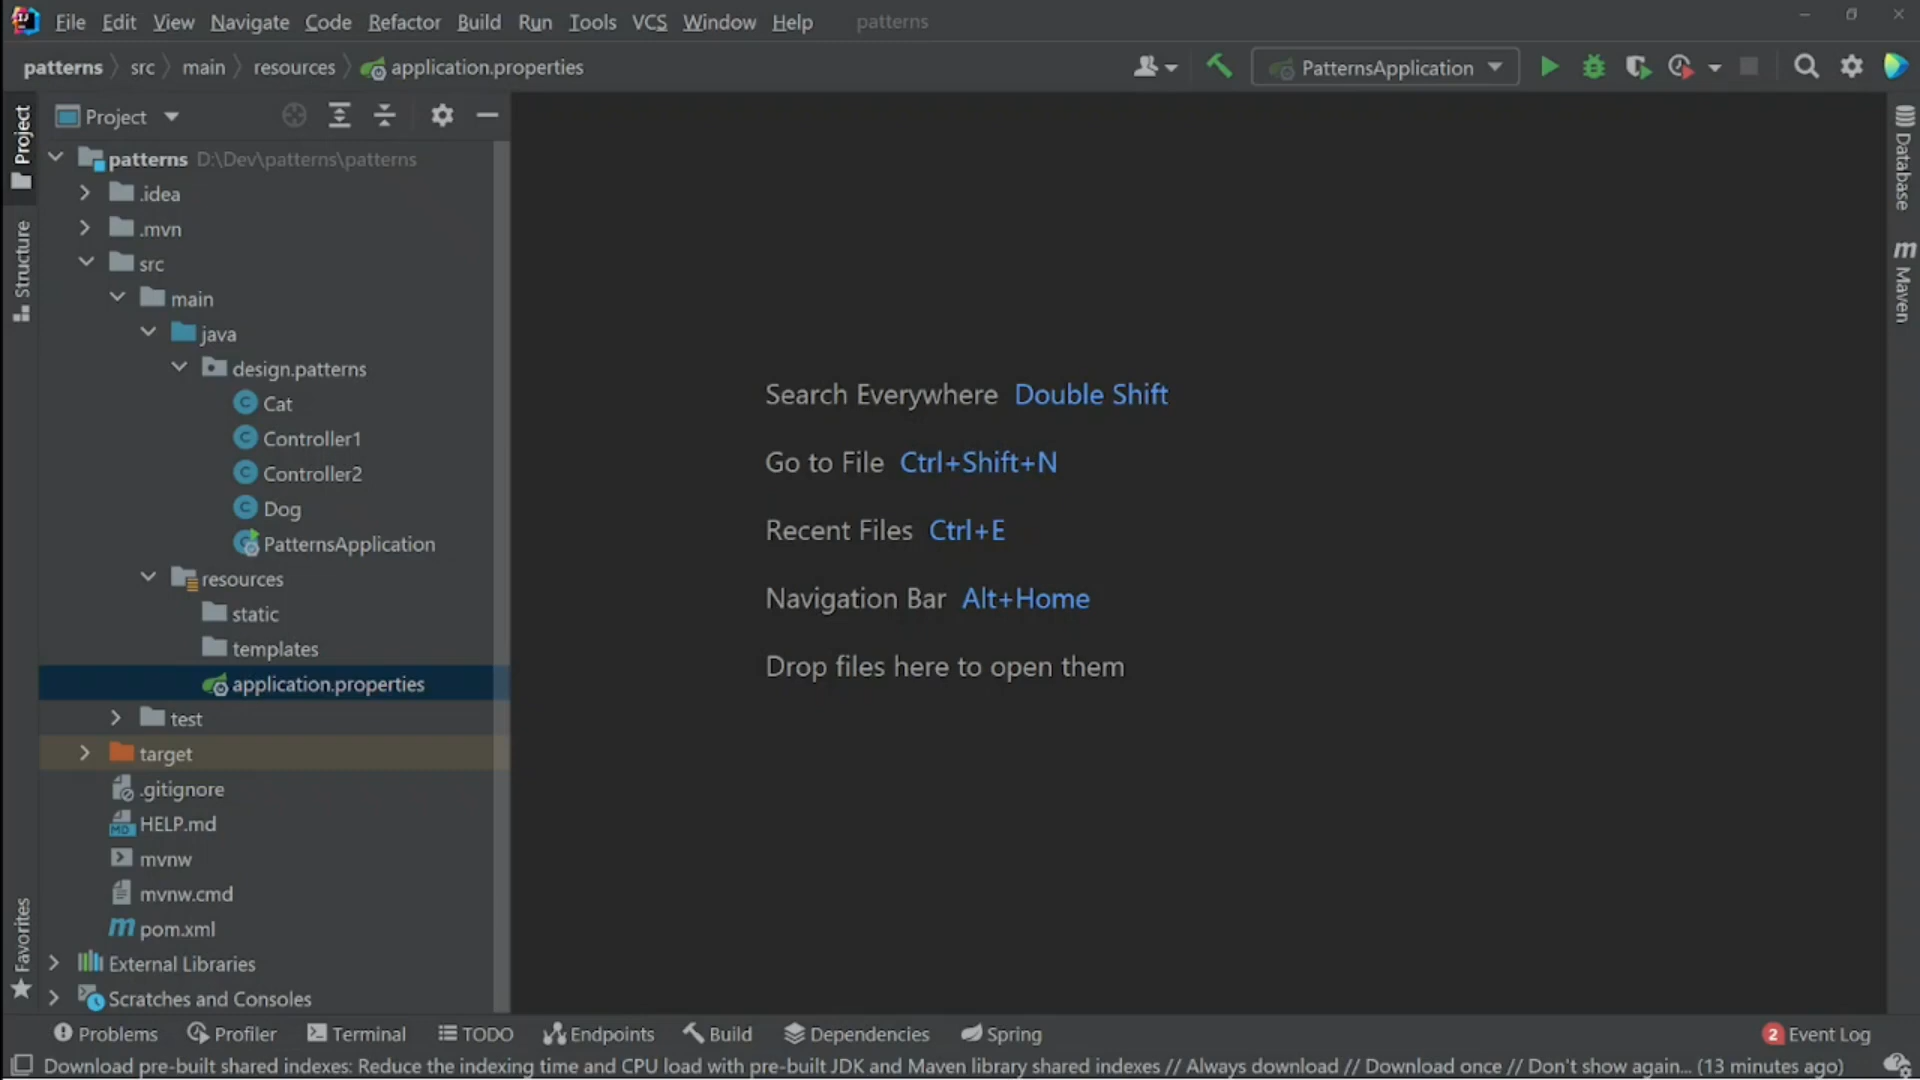 File Edit View Navigate Code Refactor Build Run Tools VCS Window Help patterns
patterns src main resources application.properties PatternsApplication
Project
Project
Structure
Favorites
patterns D:\Dev\patterns\patterns
.idea
.mvn
src
main
java
design.patterns
Cat
Controller1
Controller2
Dog
PatternsApplication
resources
static
templates
application.properties
test
target
.gitignore
HELP.md
mvnw
mvnw.cmd
pom.xml
External Libraries
Scratches and Consoles
Search Everywhere Double Shift
Go to File Ctrl+Shift+N
Recent Files Ctrl+E
Navigation Bar Alt+Home
Drop files here to open them
Database
Maven
Problems Profiler Terminal TODO Endpoints Build Dependencies Spring 2 Event Log
Download pre-built shared indexes: Reduce the indexing time and CPU load with pre-built JDK and Maven library shared indexes // Always download // Download once // Don't show again... (13 minutes ago)